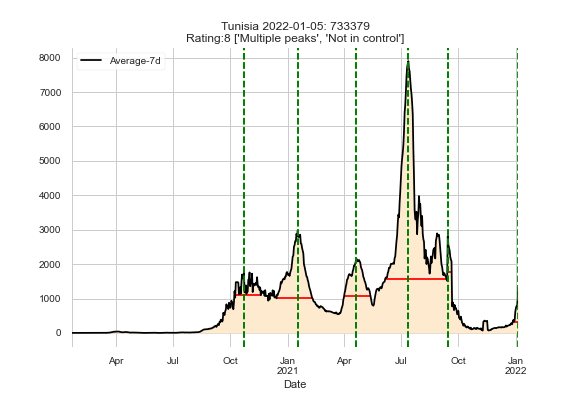 Tunisia 2022-01-05: 733379
Rating:8 ['Multiple peaks', 'Not in control']
Average-7d
8000
7000
6000
5000
4000
3000
2000
1000
0
Apr Jul Oct Jan Apr Jul Oct Jan
2021 2022
Date